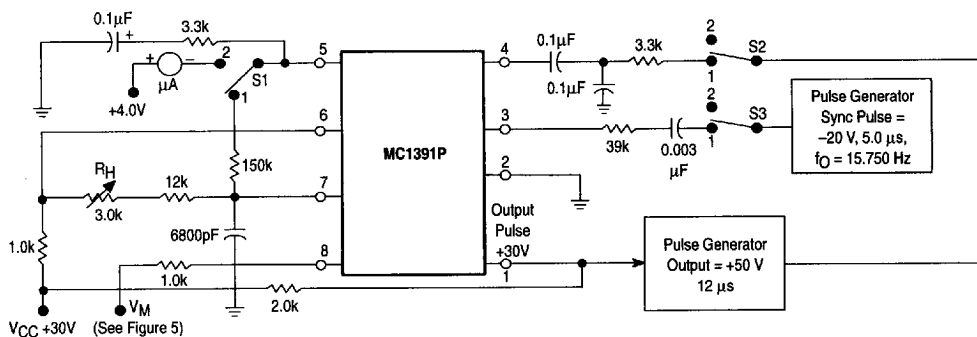 0.1μF
+
3.3k
+
–
2
μA
+4.0V
S1
1
5
4
0.1μF
0.1μF
3.3k
2
1
S2
2
1
S3
Pulse Generator
Sync Pulse =
–20 V, 5.0 μs,
fO = 15.750 Hz
6
3
39k
0.003
μF
MC1391P
2
150k
RH
3.0k
12k
7
6800pF
1.0k
8
1.0k
Output
Pulse
+30V
1
2.0k
Pulse Generator
Output = +50 V
12 μs
VCC +30V
VM
(See Figure 5)